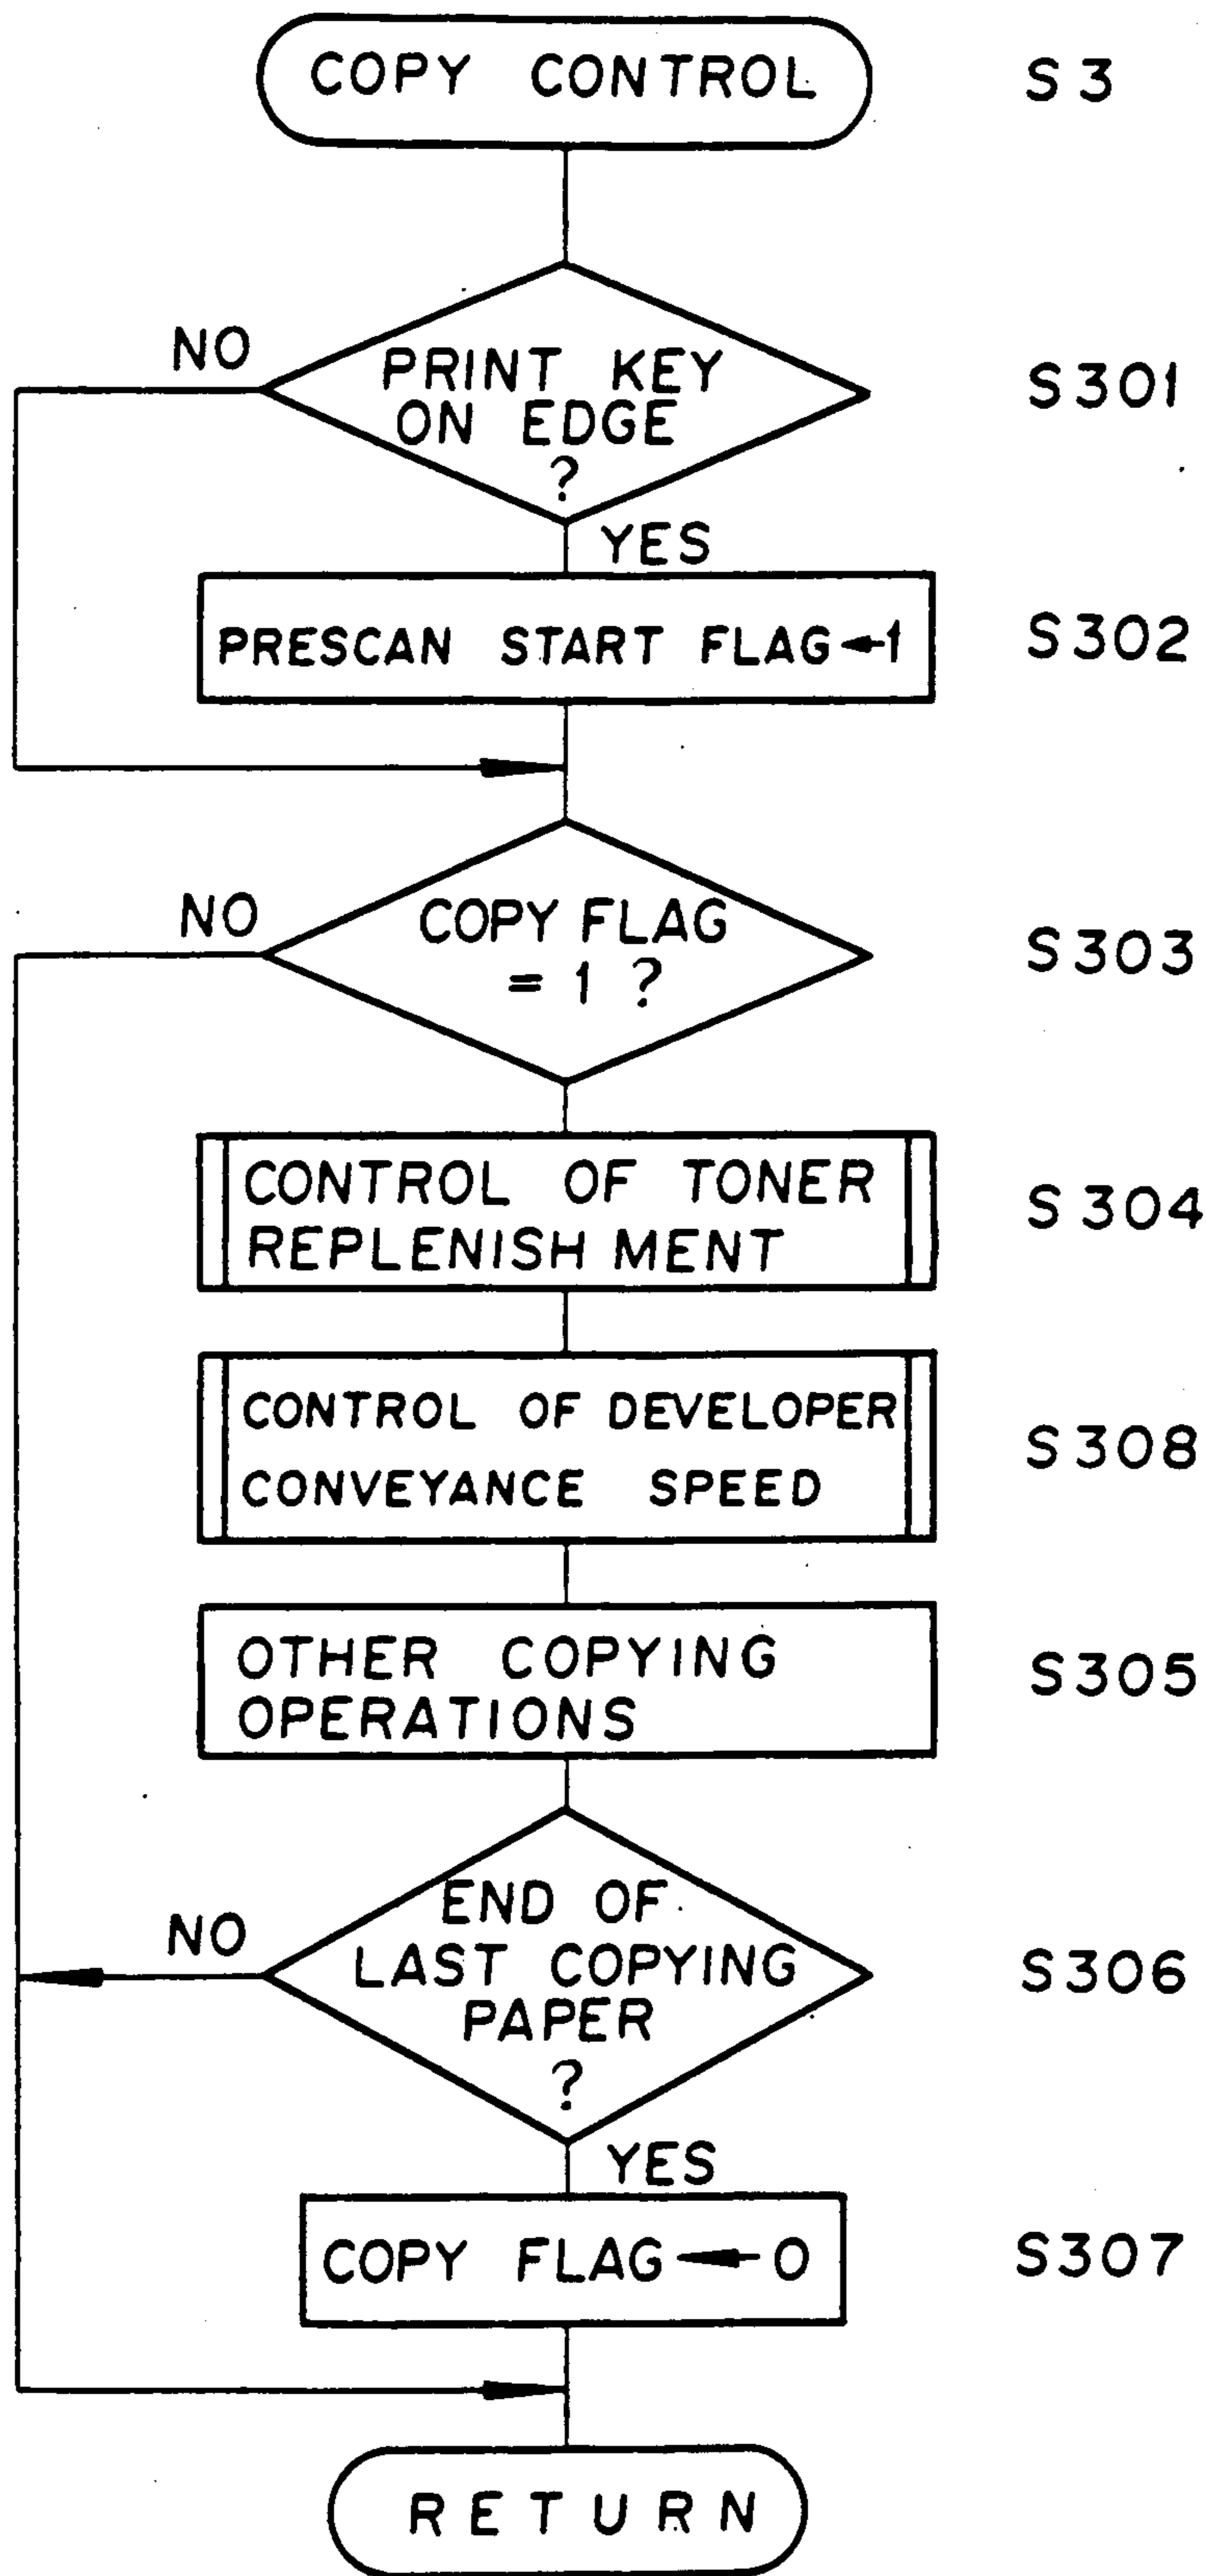 COPY CONTROL S3
NO
PRINT KEY
ON EDGE
?
S301
YES
PRESCAN START FLAG←1 S302
NO
COPY FLAG
= 1 ?
S303
CONTROL OF TONER
REPLENISH MENT
S304
CONTROL OF DEVELOPER
CONVEYANCE SPEED
S308
OTHER COPYING
OPERATIONS
S305
NO
END OF
LAST COPYING
PAPER
?
S306
YES
COPY FLAG ← 0 S307
RETURN